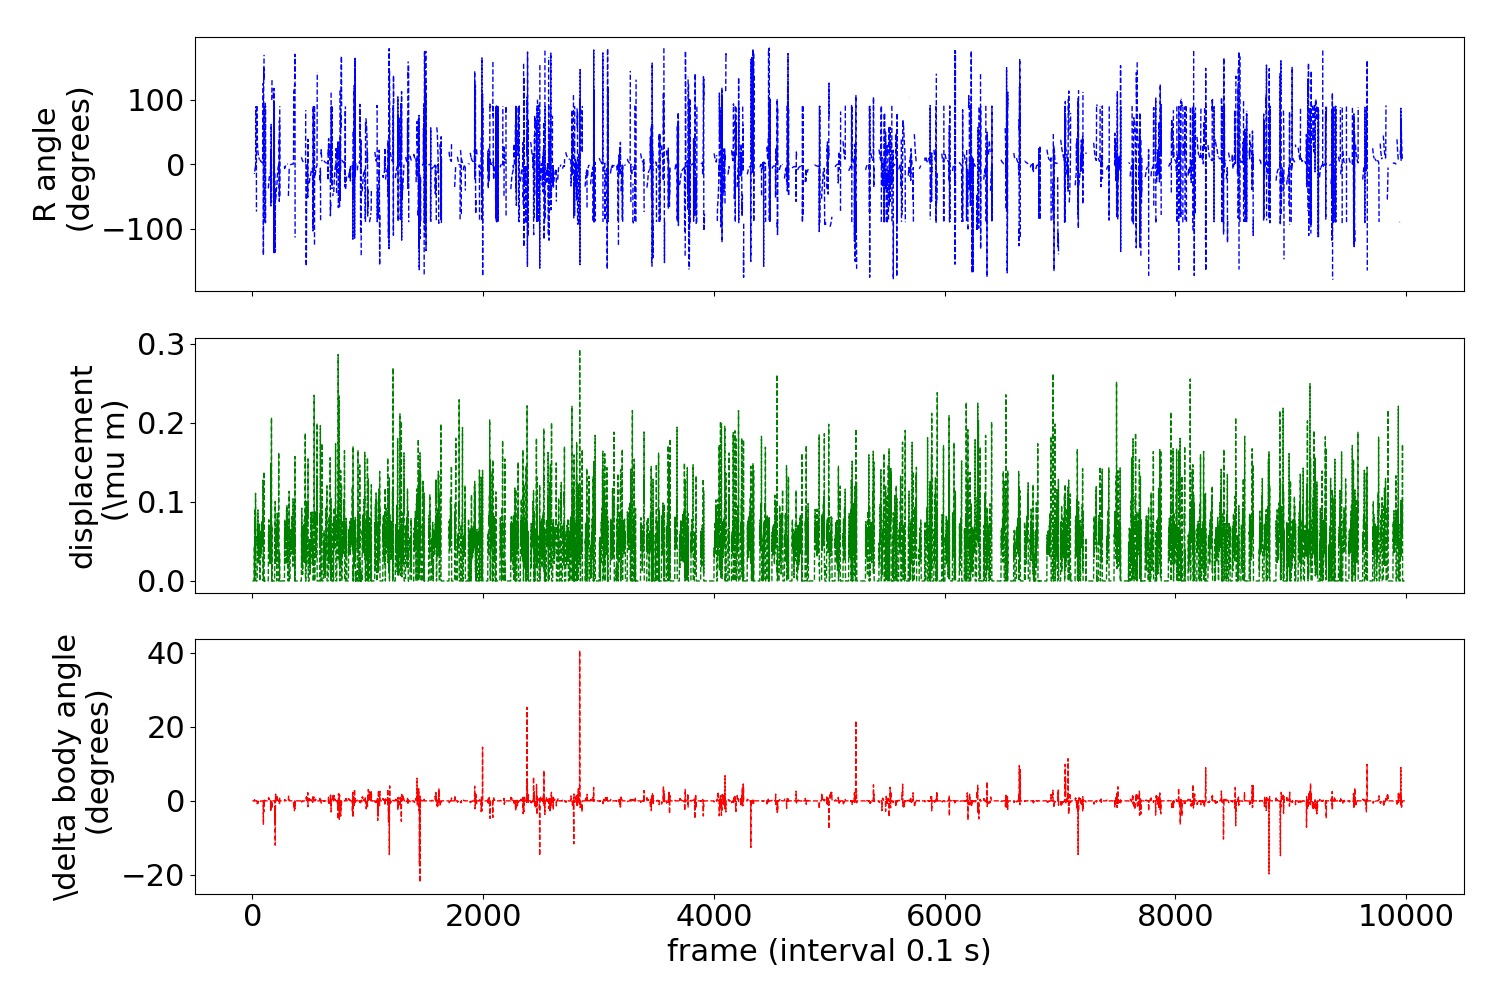 R angle
(degrees)
100
0
−100
displacement
(\mu m)
0.3
0.2
0.1
0.0
\delta body angle
(degrees)
40
20
0
−20
0 2000 4000 6000 8000 10000
frame (interval 0.1 s)